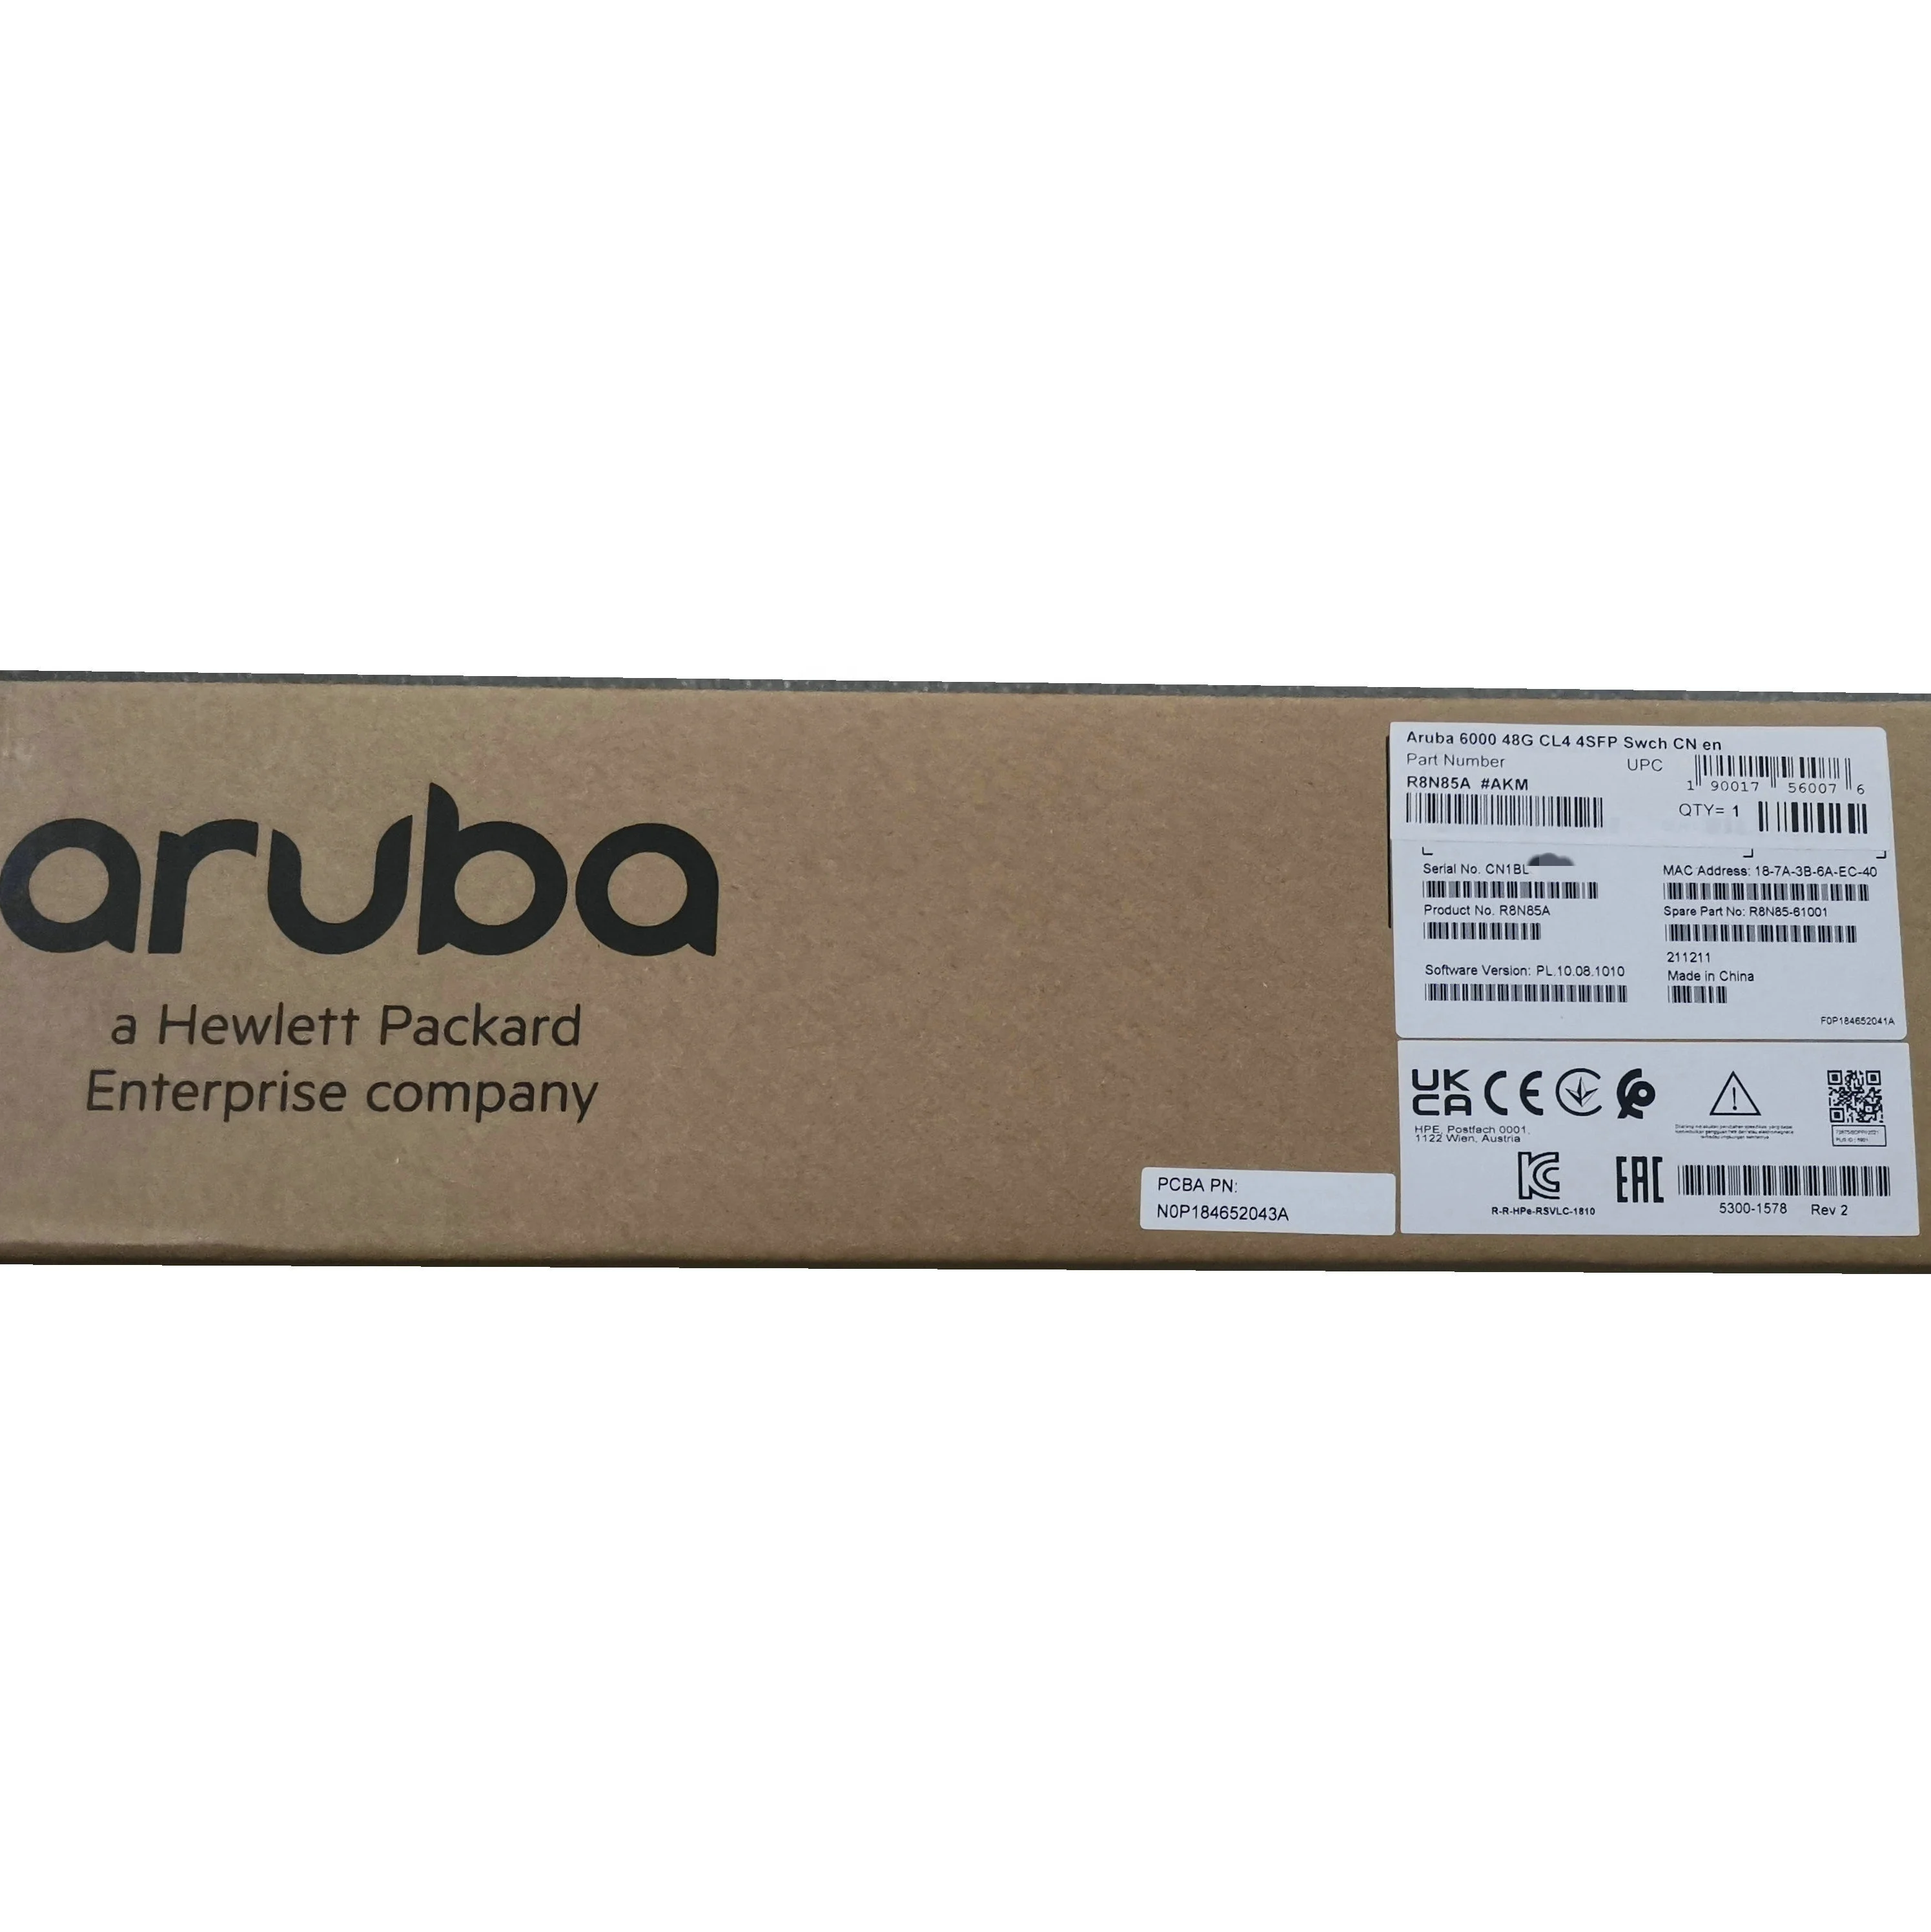 aruba
a Hewlett Packard
Enterprise company
Aruba 6000 48G CL4 4SFP Swch CN en
Part Number
UPC
R8N85A #AKM
1 90017 56007 6
QTY= 1
Serial No. CN1BL
MAC Address: 18-7A-3B-6A-EC-40
Product No. R8N85A
Spare Part No: R8N85-61001
211211
Software Version: PL.10.08.1010
Made in China
F0P184652041A
UK
CA
CE
HPE, Postfach 0001,
1122 Wien, Austria
R-R-HPe-RSVLC-1810
EAC
5300-1578 Rev 2
PCBA PN:
N0P184652043A